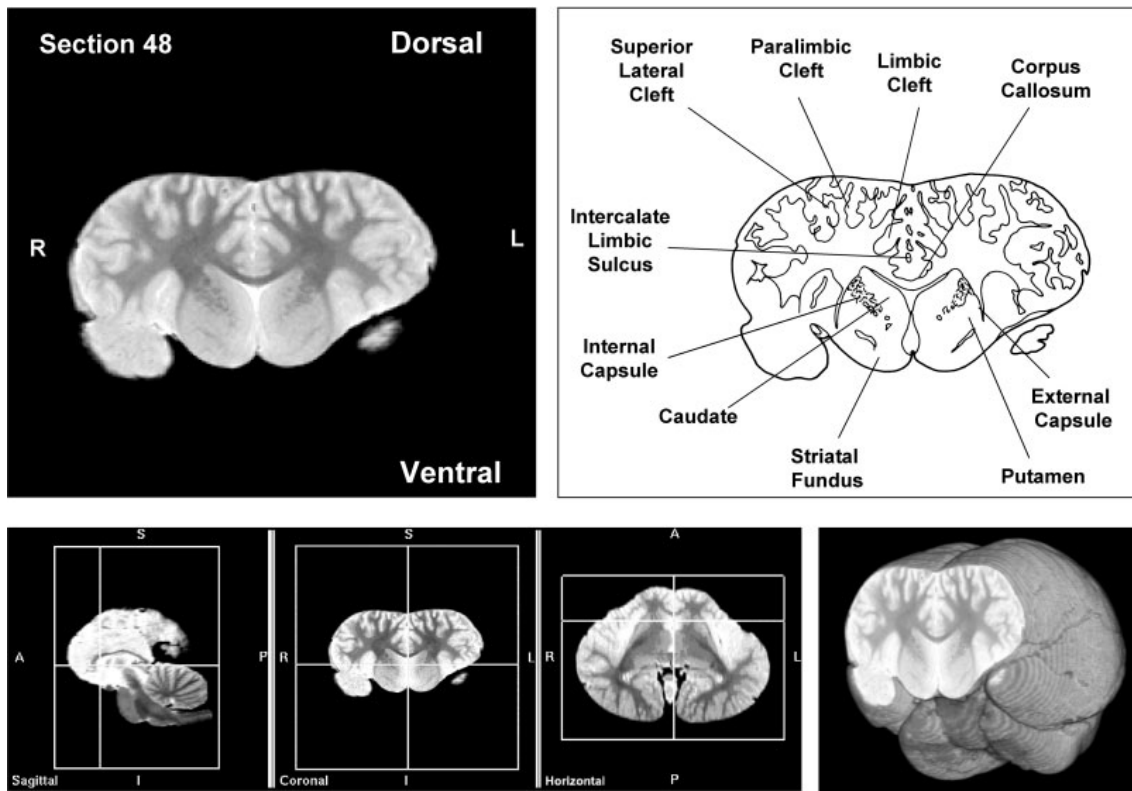 Section 48
Dorsal
R
L
Ventral
Superior
Lateral
Cleft
Paralimbic
Cleft
Limbic
Cleft
Corpus
Callosum
Intercalate
Limbic
Sulcus
Internal
Capsule
Caudate
Striatal
Fundus
External
Capsule
Putamen
S
A
P
Sagittal
I
S
R
L
Coronal
I
A
R
L
Horizontal
P